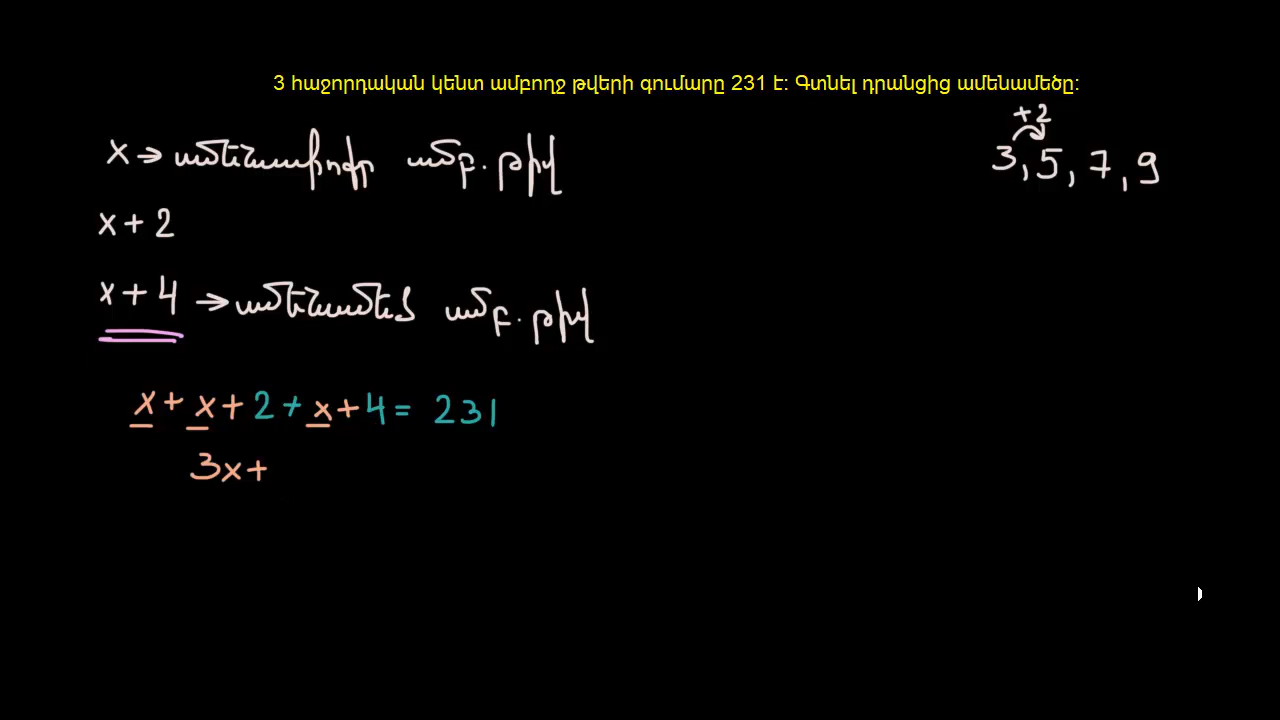 3 հաջորդական կենտ ամբողջ թվերի գումարը 231 է: Գտնել դրանցից ամենամեծը:
+2
3, 5, 7, 9
x → ամենափոքր ամբ. թիվ
x + 2
x + 4 → ամենամեծ ամբ. թիվ
x + x + 2 + x + 4 = 231
3x +